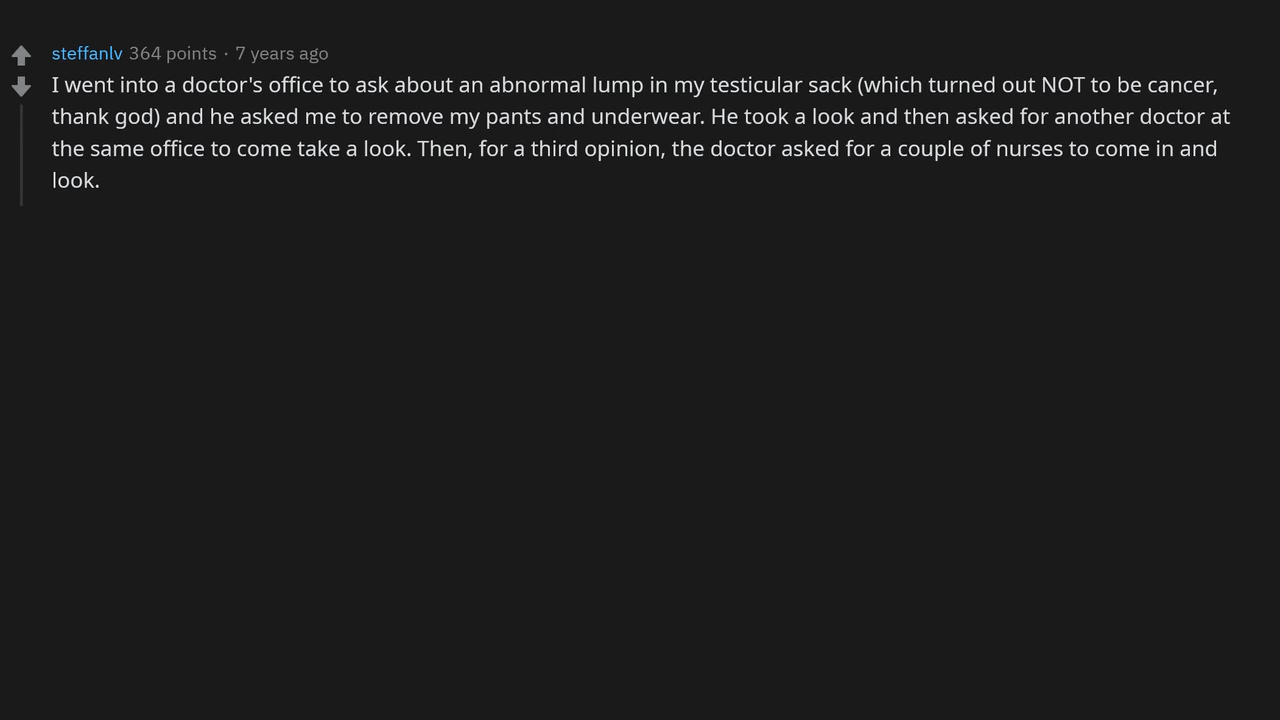 steffanlv 364 points · 7 years ago
I went into a doctor's office to ask about an abnormal lump in my testicular sack (which turned out NOT to be cancer,
thank god) and he asked me to remove my pants and underwear. He took a look and then asked for another doctor at
the same office to come take a look. Then, for a third opinion, the doctor asked for a couple of nurses to come in and
look.